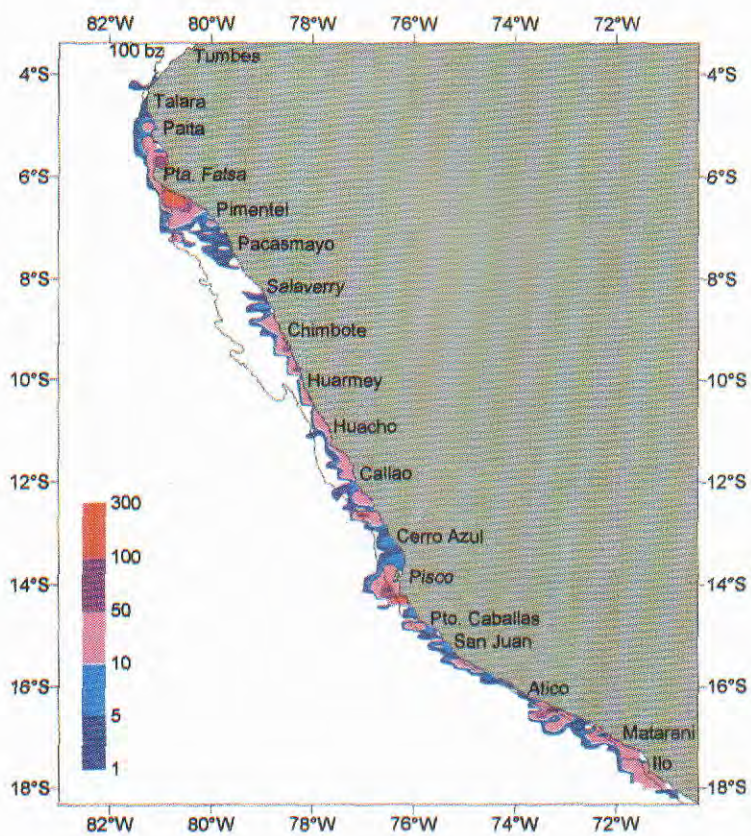 82°W 80°W 78°W 76°W 74°W 72°W
100 bz
Tumbes
4°S 4°S
Talara
Paita
6°S 6°S
Pta. Falsa
Pimentel
Pacasmayo
8°S 8°S
Salaverry
Chimbote
10°S 10°S
Huarmey
Huacho
Callao
12°S 12°S
300
Cerro Azul
100
Pisco
14°S 14°S
50
Pto. Caballas
San Juan
10
Atico
16°S 16°S
5
Matarani
Ilo
1
18°S 18°S
82°W 80°W 78°W 76°W 74°W 72°W